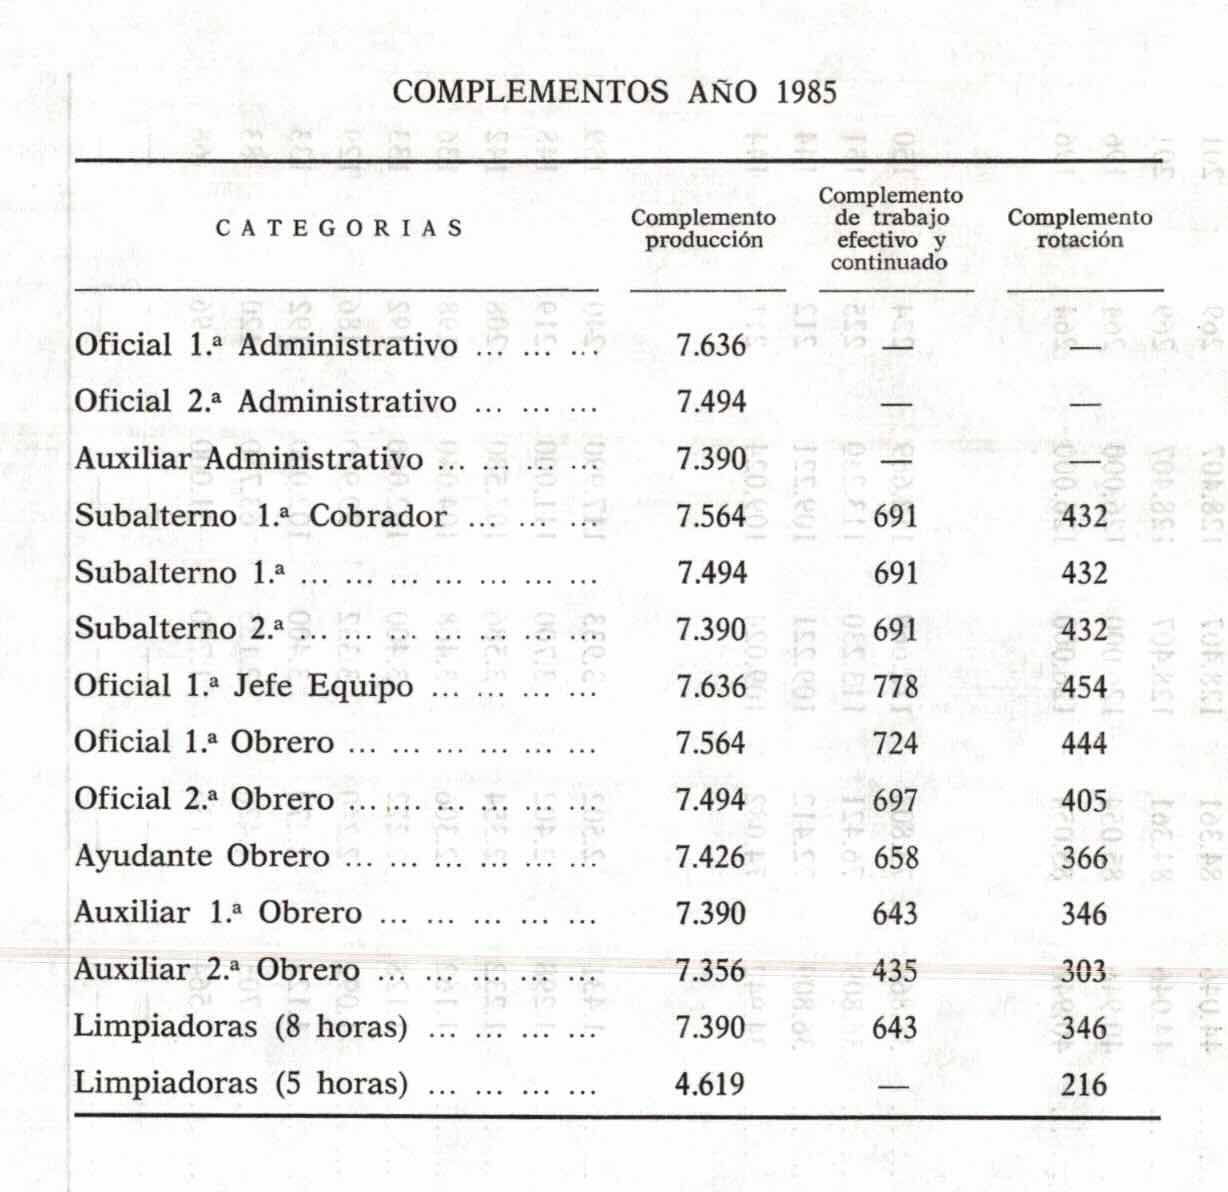 COMPLEMENTOS AÑO 1985
CATEGORIAS
Complemento
producción
Complemento
de trabajo
efectivo y
continuado
Complemento
rotación
Oficial 1.ª Administrativo ... ... ... 7.636 — —
Oficial 2.ª Administrativo ... ... ... 7.494 — —
Auxiliar Administrativo ... ... ... ... 7.390 — —
Subalterno 1.ª Cobrador ... ... ... 7.564 691 432
Subalterno 1.ª ... ... ... ... ... ... ... 7.494 691 432
Subalterno 2.ª ... ... ... ... ... ... ... 7.390 691 432
Oficial 1.ª Jefe Equipo ... ... ... ... 7.636 778 454
Oficial 1.ª Obrero ... ... ... ... ... ... 7.564 724 444
Oficial 2.ª Obrero ... ... ... ... ... ... 7.494 697 405
Ayudante Obrero ... ... ... ... ... ... 7.426 658 366
Auxiliar 1.ª Obrero ... ... ... ... ... 7.390 643 346
Auxiliar 2.ª Obrero ... ... ... ... ... 7.356 435 303
Limpiadoras (8 horas) ... ... ... ... 7.390 643 346
Limpiadoras (5 horas) ... ... ... ... 4.619 — 216